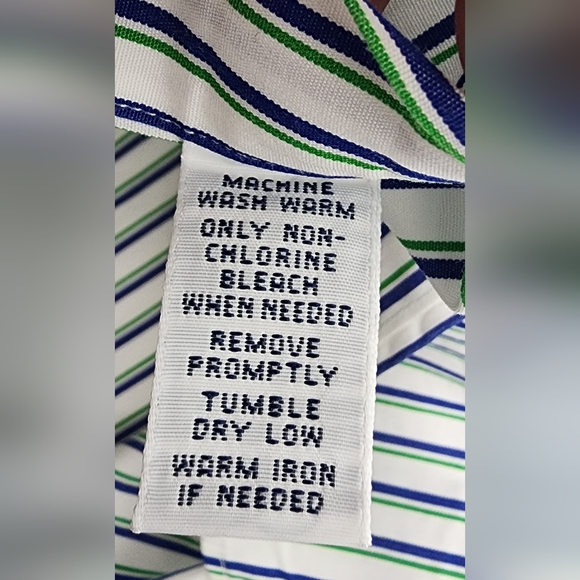 MACHINE
WASH WARM
ONLY NON-
CHLORINE
BLEACH
WHEN NEEDED
REMOVE
PROMPTLY
TUMBLE
DRY LOW
WARM IRON
IF NEEDED